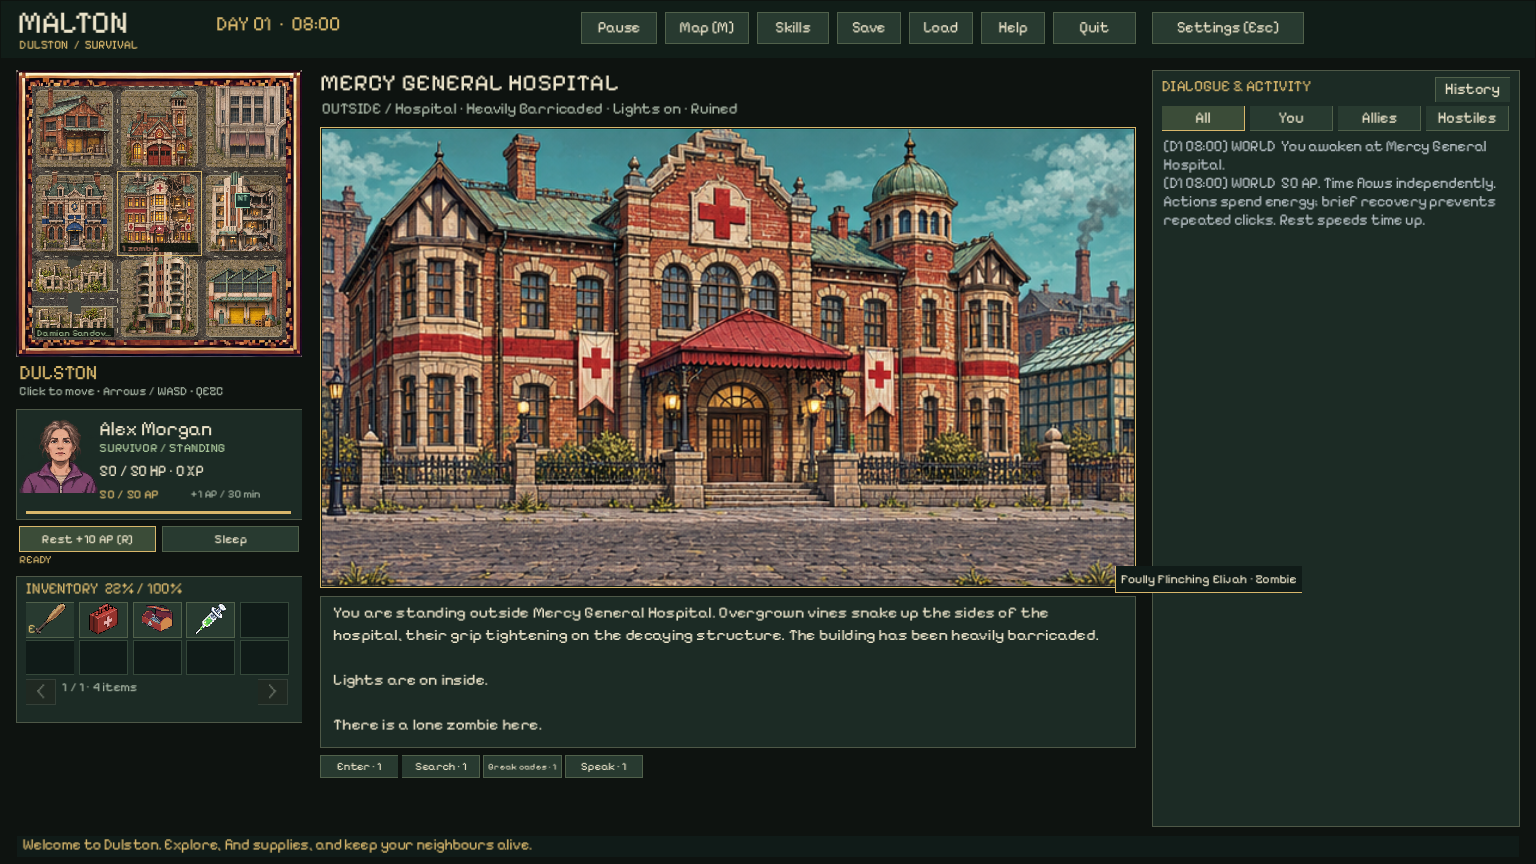 MALTON
DULSTON / SURVIVAL
DAY 01 · 08:00
Pause
Map (M)
Skills
Save
Load
Help
Quit
Settings (Esc)
NT
1 zombie
Damian Sandov...
DULSTON
Click to move · Arrows / WASD · QEZC
Alex Morgan
SURVIVOR / STANDING
50 / 50 HP · 0 XP
50 / 50 AP
+1 AP / 30 min
Rest +10 AP (R)
Sleep
READY
INVENTORY 22% / 100%
1 / 1 · 4 items
MERCY GENERAL HOSPITAL
OUTSIDE / Hospital · Heavily Barricaded · Lights on · Ruined
Foully Flinching Elijah · Zombie
You are standing outside Mercy General Hospital. Overgrown vines snake up the sides of the
hospital, their grip tightening on the decaying structure. The building has been heavily barricaded.
Lights are on inside.
There is a lone zombie here.
Enter · 1
Search · 1
Break cades · 1
Speak · 1
DIALOGUE & ACTIVITY
History
All
You
Allies
Hostiles
[D1 08:00] WORLD You awaken at Mercy General
Hospital.
[D1 08:00] WORLD 50 AP. Time flows independently.
Actions spend energy; brief recovery prevents
repeated clicks. Rest speeds time up.
Welcome to Dulston. Explore, find supplies, and keep your neighbours alive.